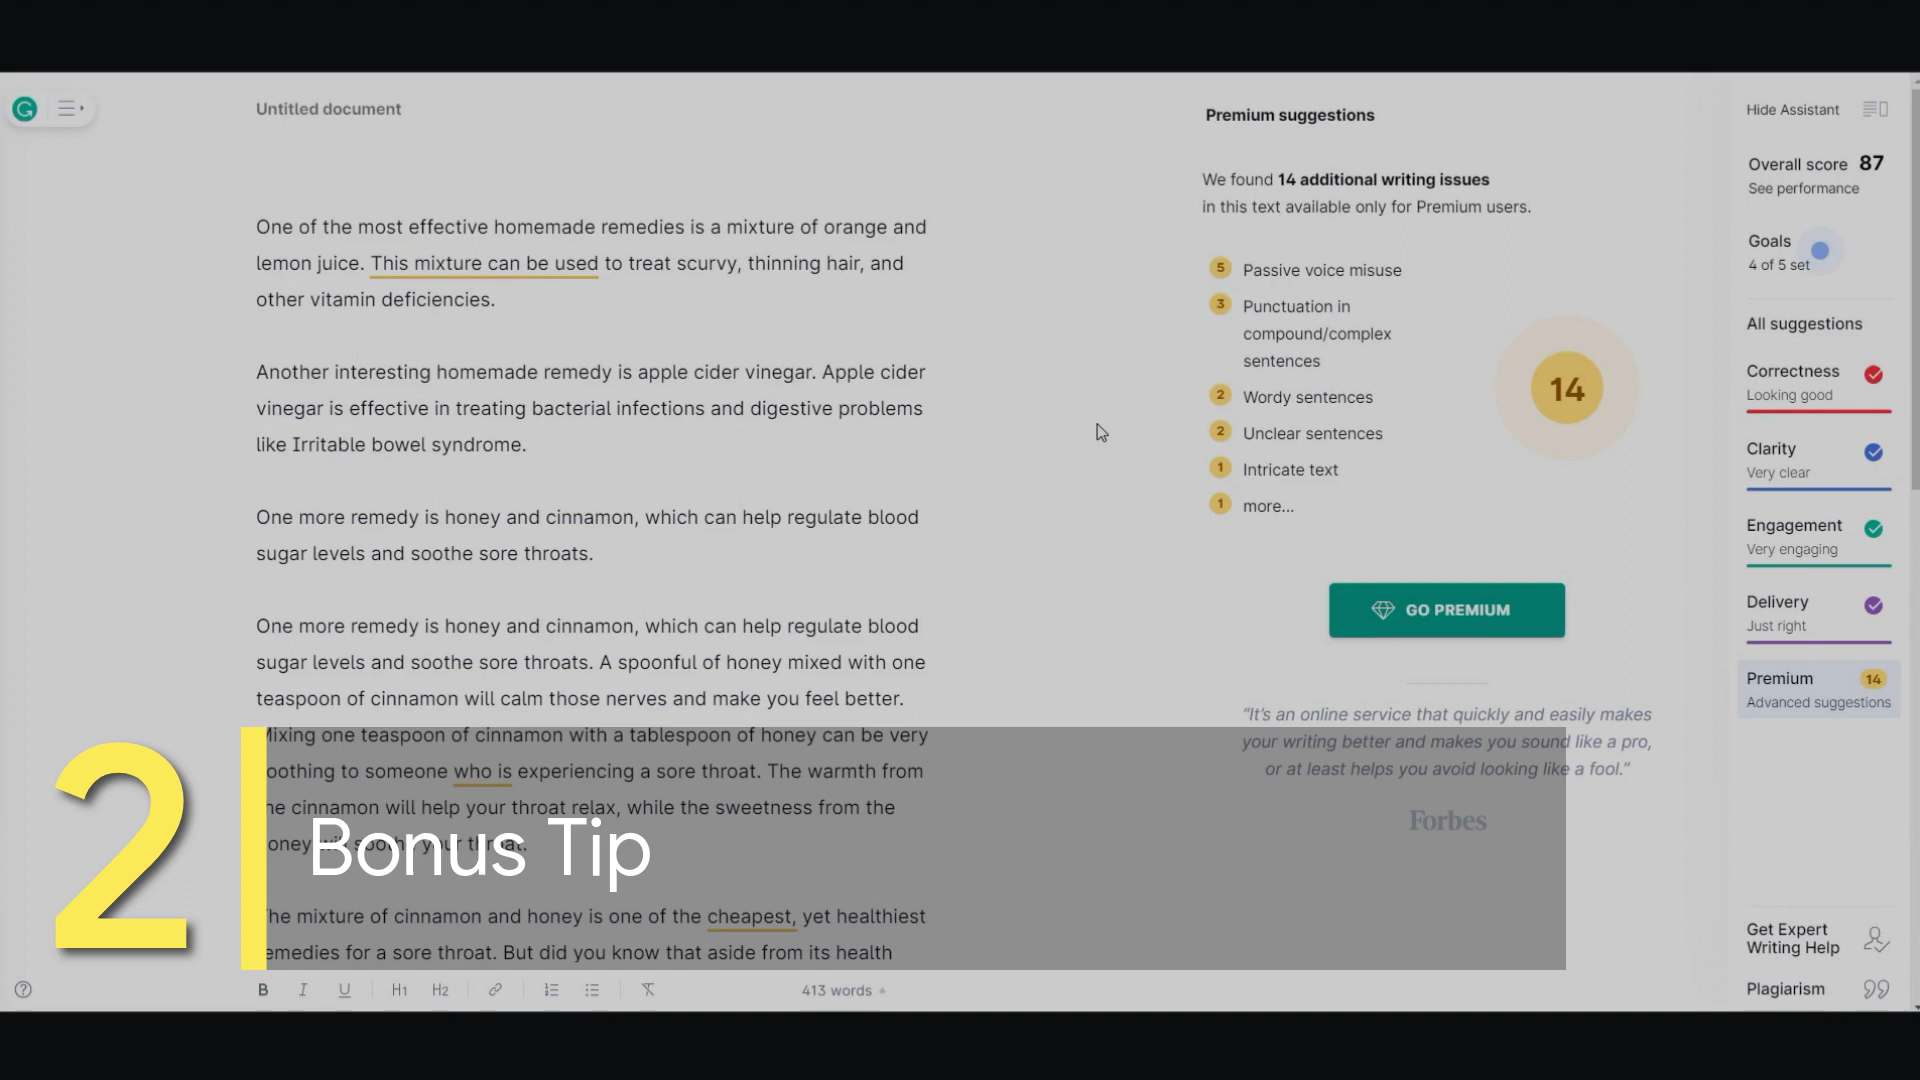 Untitled document
One of the most effective homemade remedies is a mixture of orange and
lemon juice. This mixture can be used to treat scurvy, thinning hair, and
other vitamin deficiencies.
Another interesting homemade remedy is apple cider vinegar. Apple cider
vinegar is effective in treating bacterial infections and digestive problems
like Irritable bowel syndrome.
One more remedy is honey and cinnamon, which can help regulate blood
sugar levels and soothe sore throats.
One more remedy is honey and cinnamon, which can help regulate blood
sugar levels and soothe sore throats. A spoonful of honey mixed with one
teaspoon of cinnamon will calm those nerves and make you feel better.
Mixing one teaspoon of cinnamon with a tablespoon of honey can be very
oothing to someone who is experiencing a sore throat. The warmth from
he cinnamon will help your throat relax, while the sweetness from the
oney will soothe your throat.
he mixture of cinnamon and honey is one of the cheapest, yet healthiest
emedies for a sore throat. But did you know that aside from its health
2
Bonus Tip
B I U H1 H2
413 words
Premium suggestions
We found 14 additional writing issues
in this text available only for Premium users.
5 Passive voice misuse
3 Punctuation in
compound/complex
sentences
2 Wordy sentences
2 Unclear sentences
1 Intricate text
1 more...
14
GO PREMIUM
“It’s an online service that quickly and easily makes
your writing better and makes you sound like a pro,
or at least helps you avoid looking like a fool.”
Forbes
Hide Assistant
Overall score 87
See performance
Goals
4 of 5 set
All suggestions
Correctness
Looking good
Clarity
Very clear
Engagement
Very engaging
Delivery
Just right
Premium 14
Advanced suggestions
Get Expert
Writing Help
Plagiarism